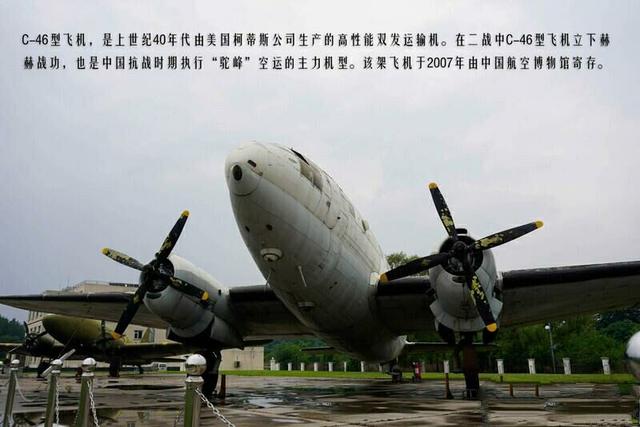 C-46型飞机，是上世纪40年代由美国柯蒂斯公司生产的高性能双发运输机。在二战中C-46型飞机立下赫
赫战功，也是中国抗战时期执行“驼峰”空运的主力机型。该架飞机于2007年由中国航空博物馆寄存。